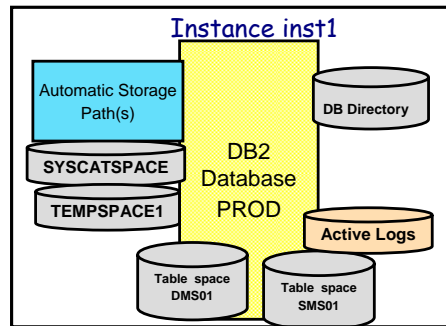 Instance inst1
Automatic Storage
Path(s)
SYSCATSPACE
TEMPSPACE1
DB2
Database
PROD
DB Directory
Active Logs
Table space
DMS01
Table space
SMS01